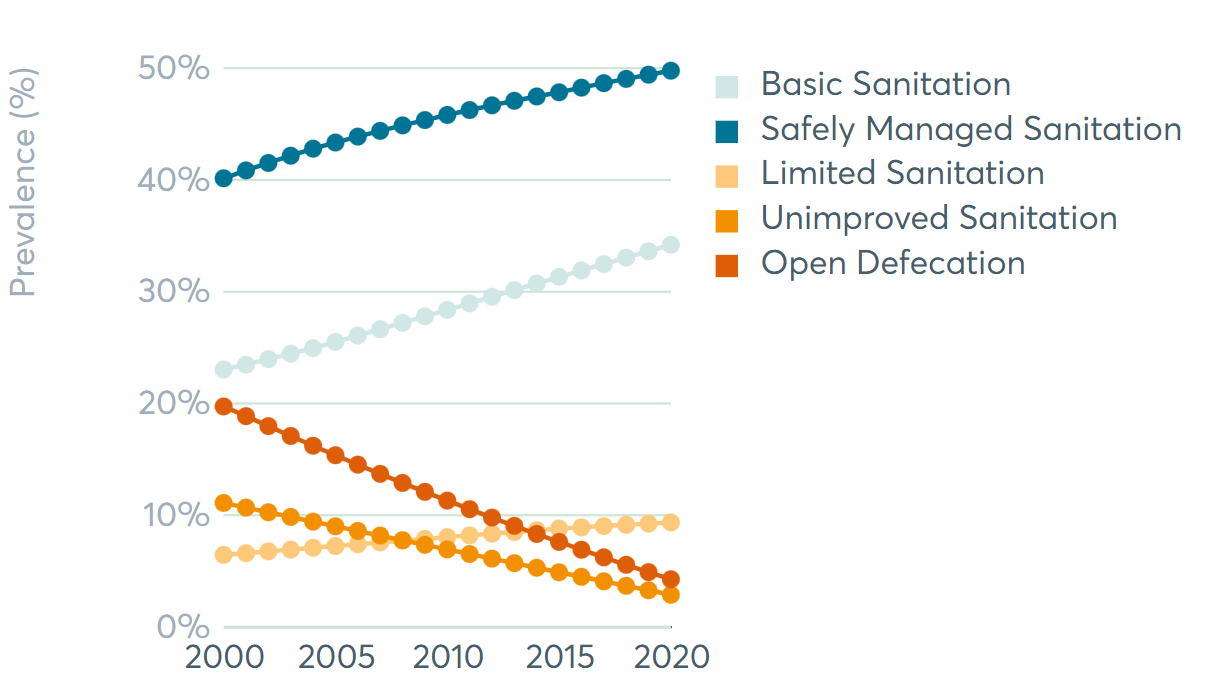 Prevalence (%)
50%
40%
30%
20%
10%
0%
2000 2005 2010 2015 2020
Basic Sanitation
Safely Managed Sanitation
Limited Sanitation
Unimproved Sanitation
Open Defecation